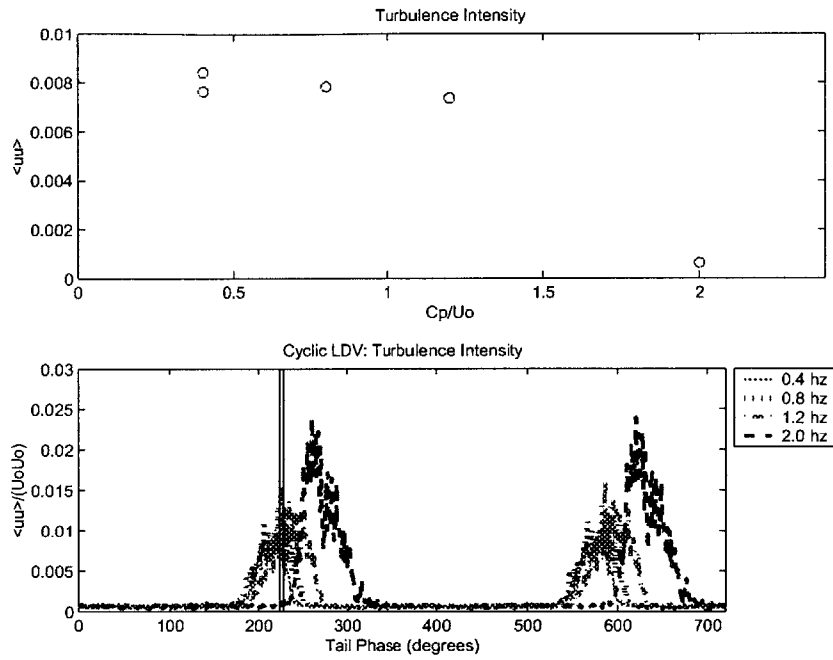 Turbulence Intensity
0.01
0.008
0.006
0.004
0.002
0
<uu>
0 0.5 1 1.5 2
Cp/Uo
Cyclic LDV: Turbulence Intensity
0.03
0.025
0.02
0.015
0.01
0.005
0
<uu>/(UoUo)
0 100 200 300 400 500 600 700
Tail Phase (degrees)
0.4 hz
0.8 hz
1.2 hz
2.0 hz